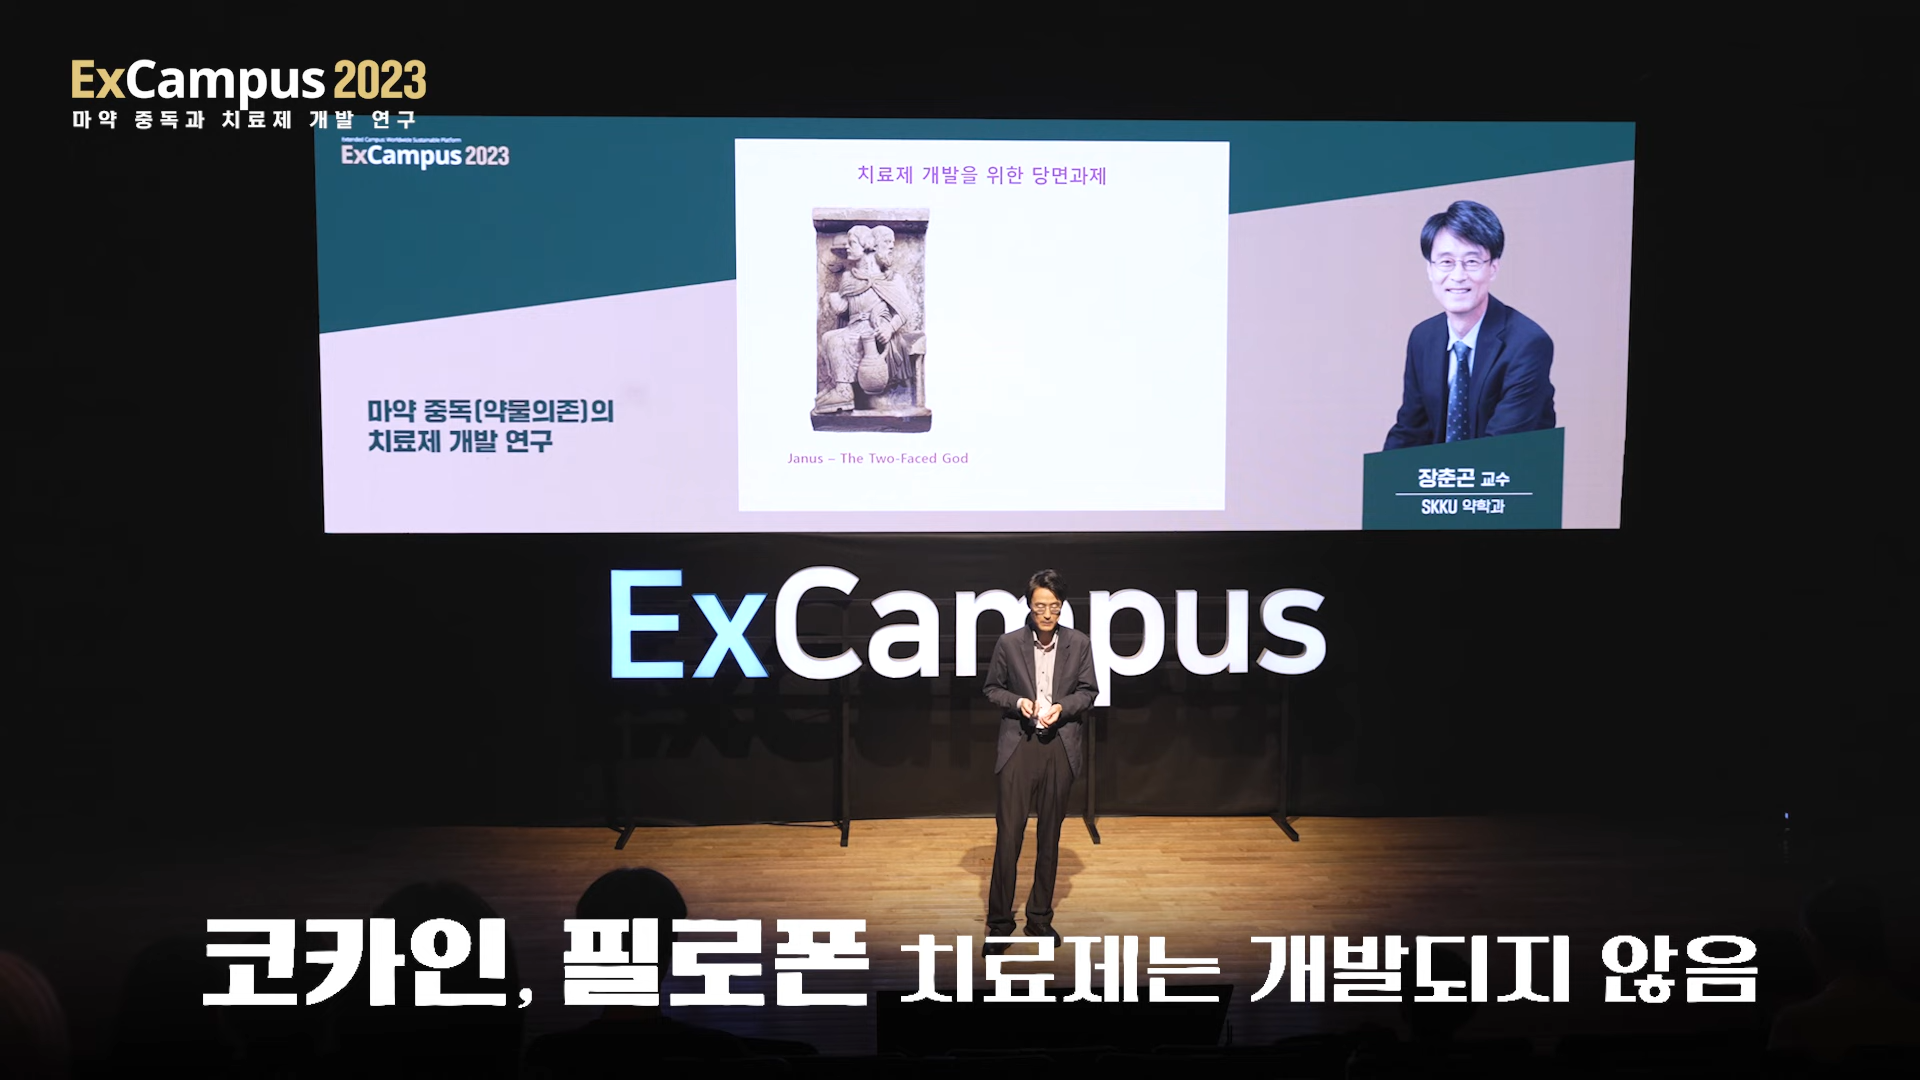 ExCampus 2023
마약 중독과 치료제 개발 연구
Extended Campus Worldwide Sustainable Platform
ExCampus 2023
치료제 개발을 위한 당면과제
Janus – The Two-Faced God
마약 중독(약물의존)의
치료제 개발 연구
장춘곤 교수
SKKU 약학과
ExCampus
코카인, 필로폰 치료제는 개발되지 않음